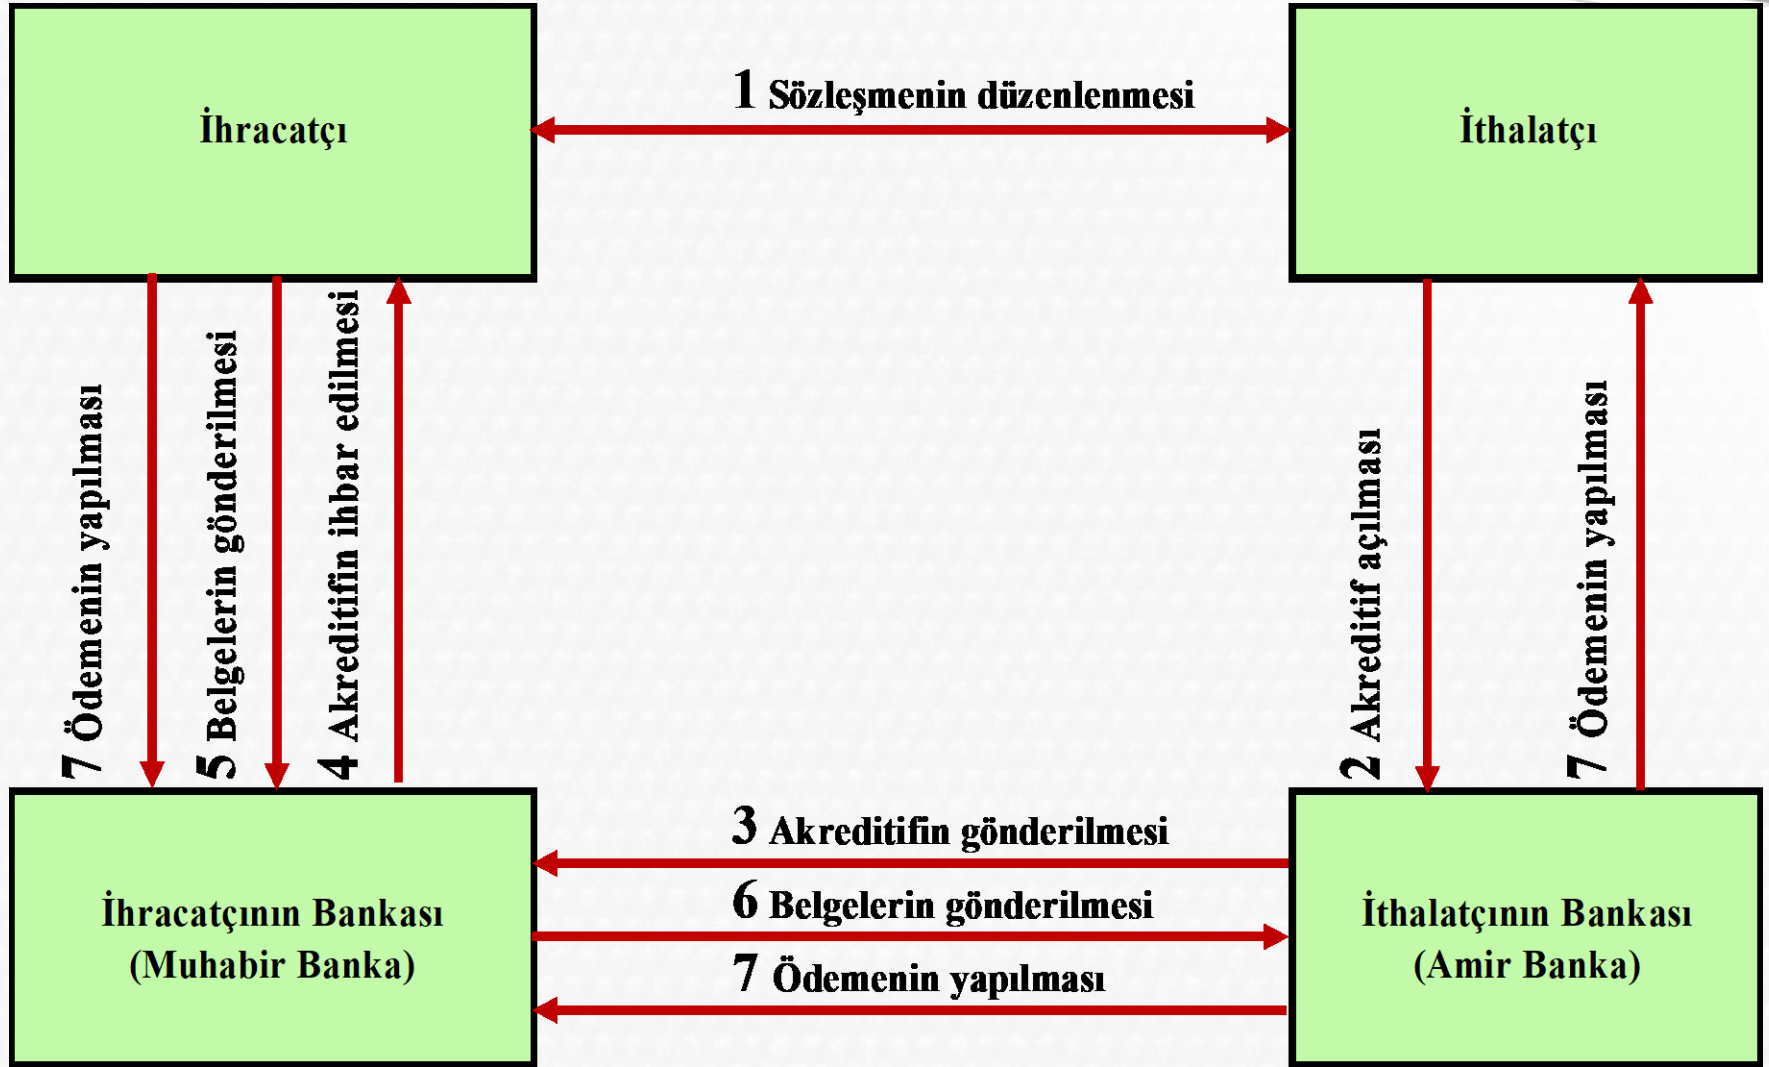 1 Sözleşmenin düzenlenmesi
İhracatçı
İthalatçı
7 Ödemenin yapılması
5 Belgelerin gönderilmesi
4 Akreditifin ihbar edilmesi
2 Akreditif açılması
7 Ödemenin yapılması
3 Akreditifin gönderilmesi
6 Belgelerin gönderilmesi
7 Ödemenin yapılması
İhracatçının Bankası
(Muhabir Banka)
İthalatçının Bankası
(Amir Banka)